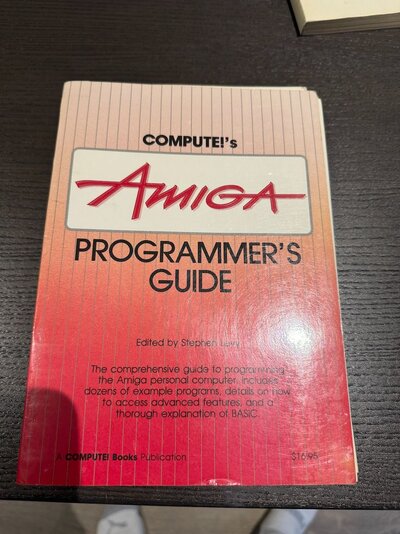 COMPUTE!'s
AMIGA
PROGRAMMER'S
GUIDE
Edited by Stephen Levy
The comprehensive guide to programming
the Amiga personal computer. Includes
dozens of example programs, details on how
to access advanced features, and a
thorough explanation of BASIC.
A COMPUTE! Books Publication
$16.95